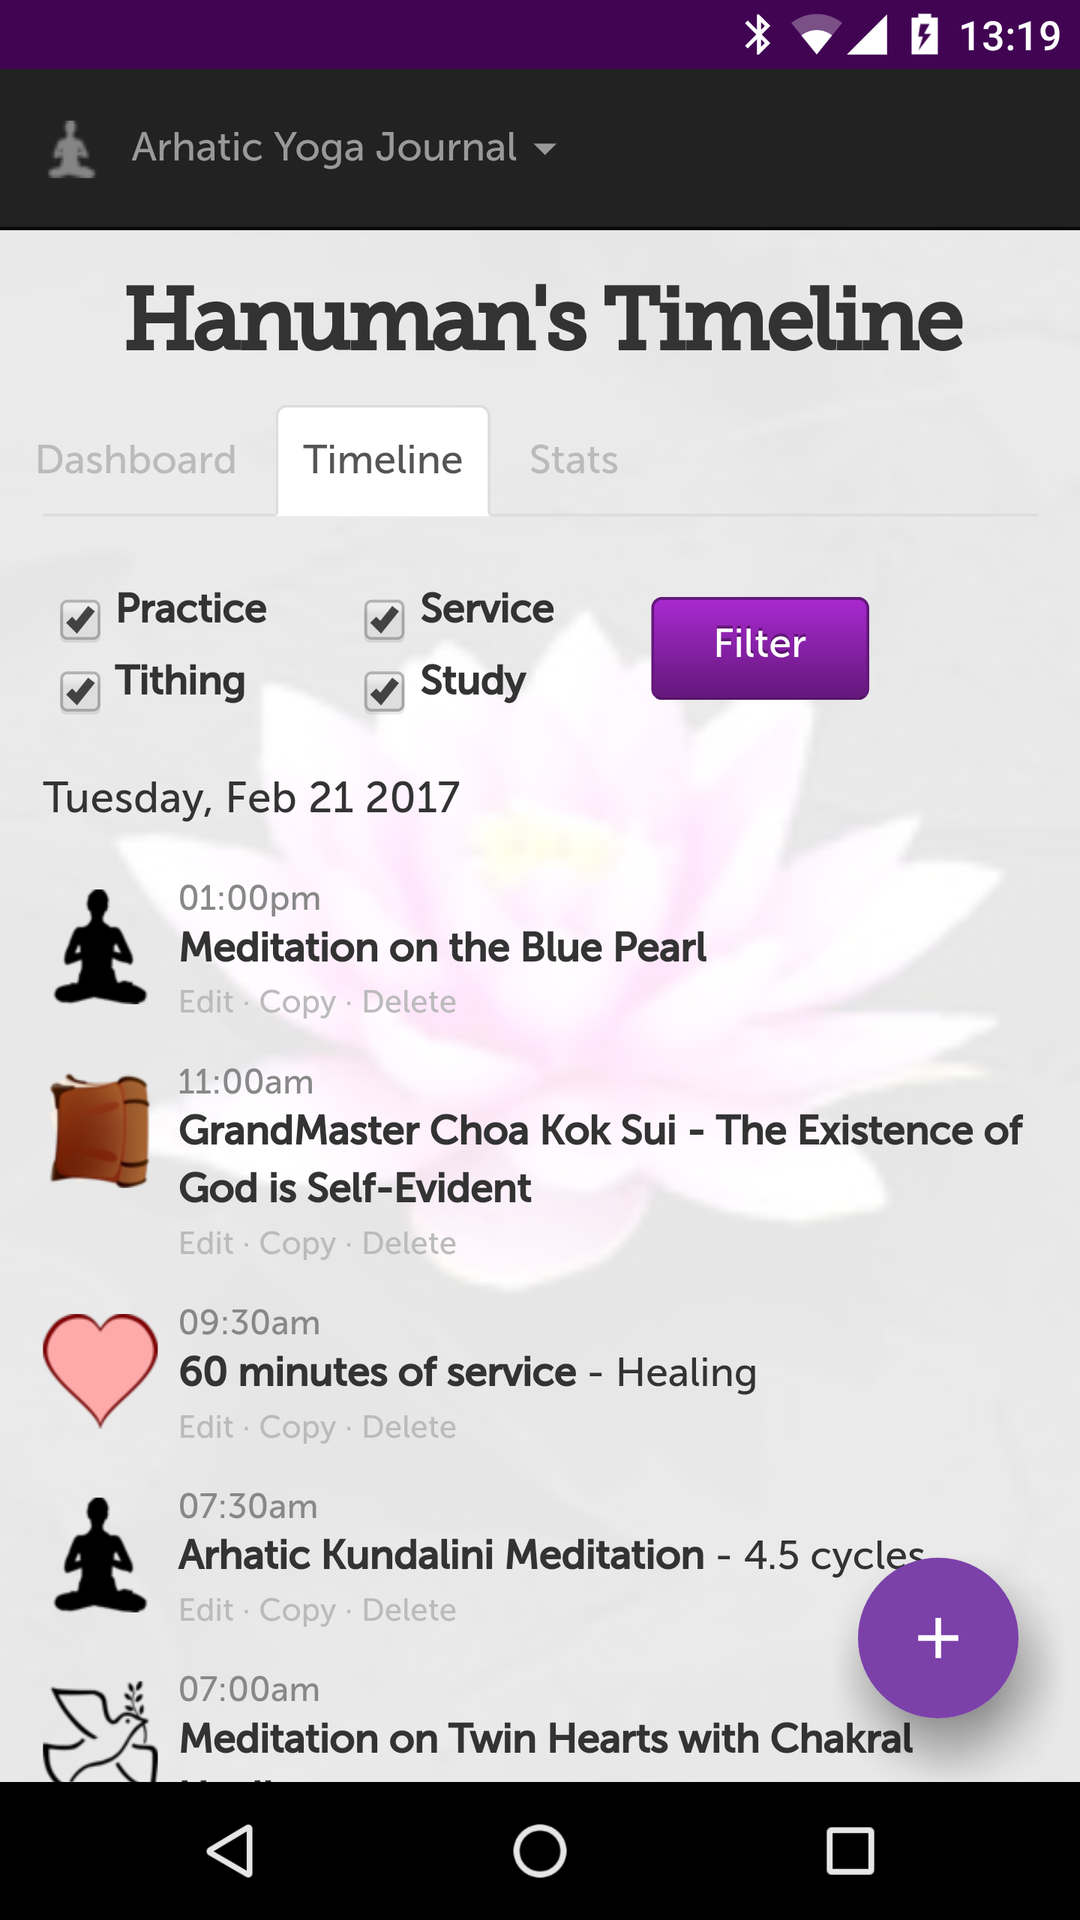 13:19
Arhatic Yoga Journal
Hanuman's Timeline
Dashboard Timeline Stats
Practice Service Filter
Tithing Study
Tuesday, Feb 21 2017
01:00pm
Meditation on the Blue Pearl
Edit · Copy · Delete
11:00am
GrandMaster Choa Kok Sui - The Existence of
God is Self-Evident
Edit · Copy · Delete
09:30am
60 minutes of service - Healing
Edit · Copy · Delete
07:30am
Arhatic Kundalini Meditation - 4.5 cycles
Edit · Copy · Delete
07:00am
Meditation on Twin Hearts with Chakral